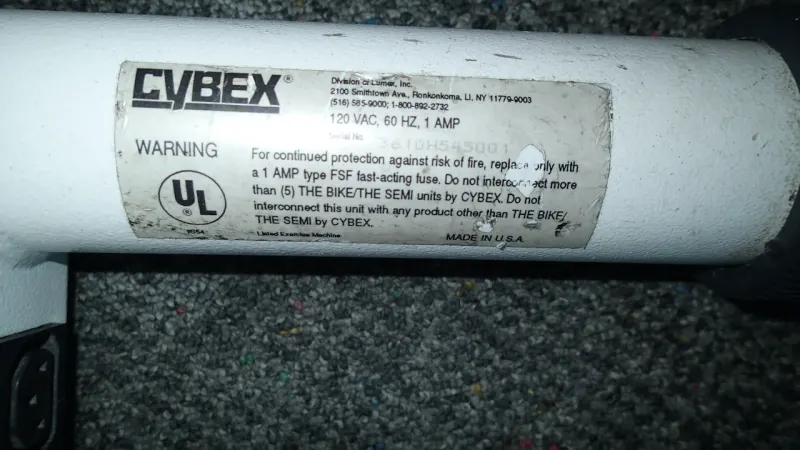 CYBEX®
Division of Lumex, Inc.
2100 Smithtown Ave., Ronkonkoma, LI, NY 11779-9003
(516) 585-9000; 1-800-892-2732
120 VAC, 60 HZ, 1 AMP
Serial No.
WARNING
For continued protection against risk of fire, replace only with
a 1 AMP type FSF fast-acting fuse. Do not interconnect more
than (5) THE BIKE/THE SEMI units by CYBEX. Do not
interconnect this unit with any product other than THE BIKE/
THE SEMI by CYBEX.
UL
®
Listed Exercise Machine
MADE IN U.S.A.